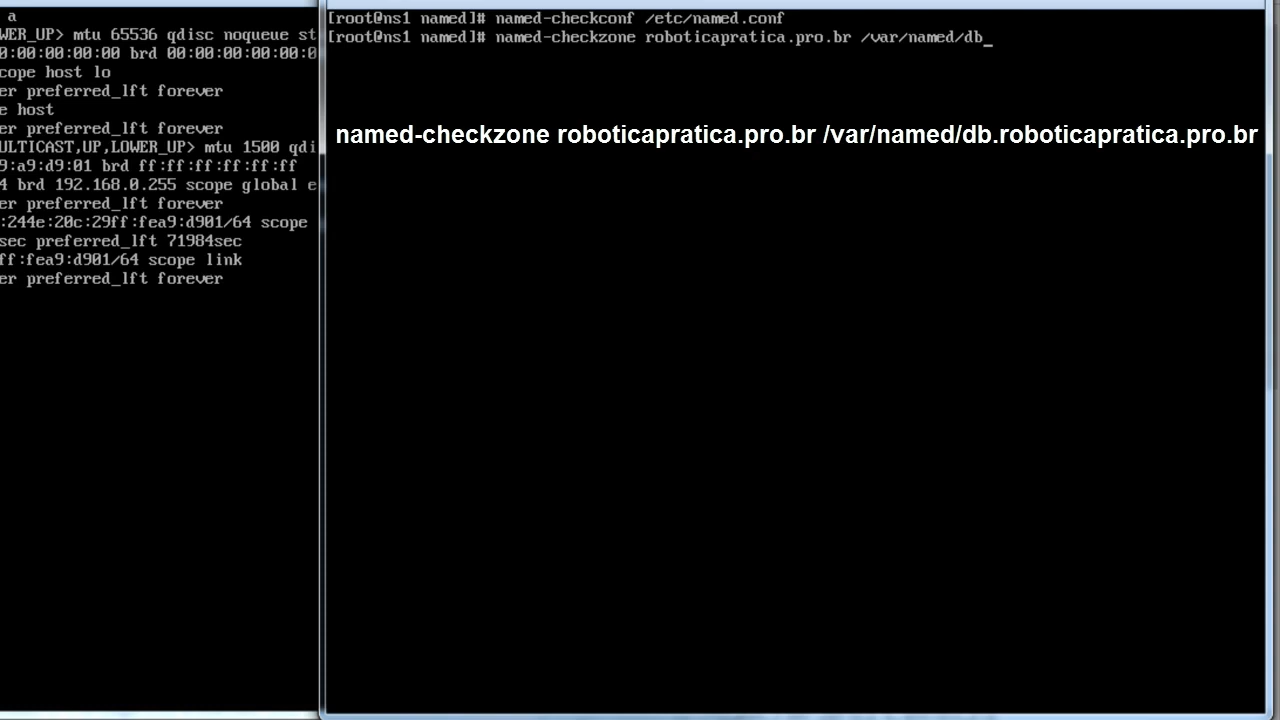 a
WER_UP> mtu 65536 qdisc noqueue st
0:00:00:00:00 brd 00:00:00:00:00:0
cope host lo
er preferred_lft forever
e host
er preferred_lft forever
ULTICAST,UP,LOWER_UP> mtu 1500 qdi
9:a9:d9:01 brd ff:ff:ff:ff:ff:ff
4 brd 192.168.0.255 scope global e
er preferred_lft forever
:244e:20c:29ff:fea9:d901/64 scope
sec preferred_lft 71984sec
ff:fea9:d901/64 scope link
er preferred_lft forever
[root@ns1 named]# named-checkconf /etc/named.conf
[root@ns1 named]# named-checkzone roboticapratica.pro.br /var/named/db_
named-checkzone roboticapratica.pro.br /var/named/db.roboticapratica.pro.br